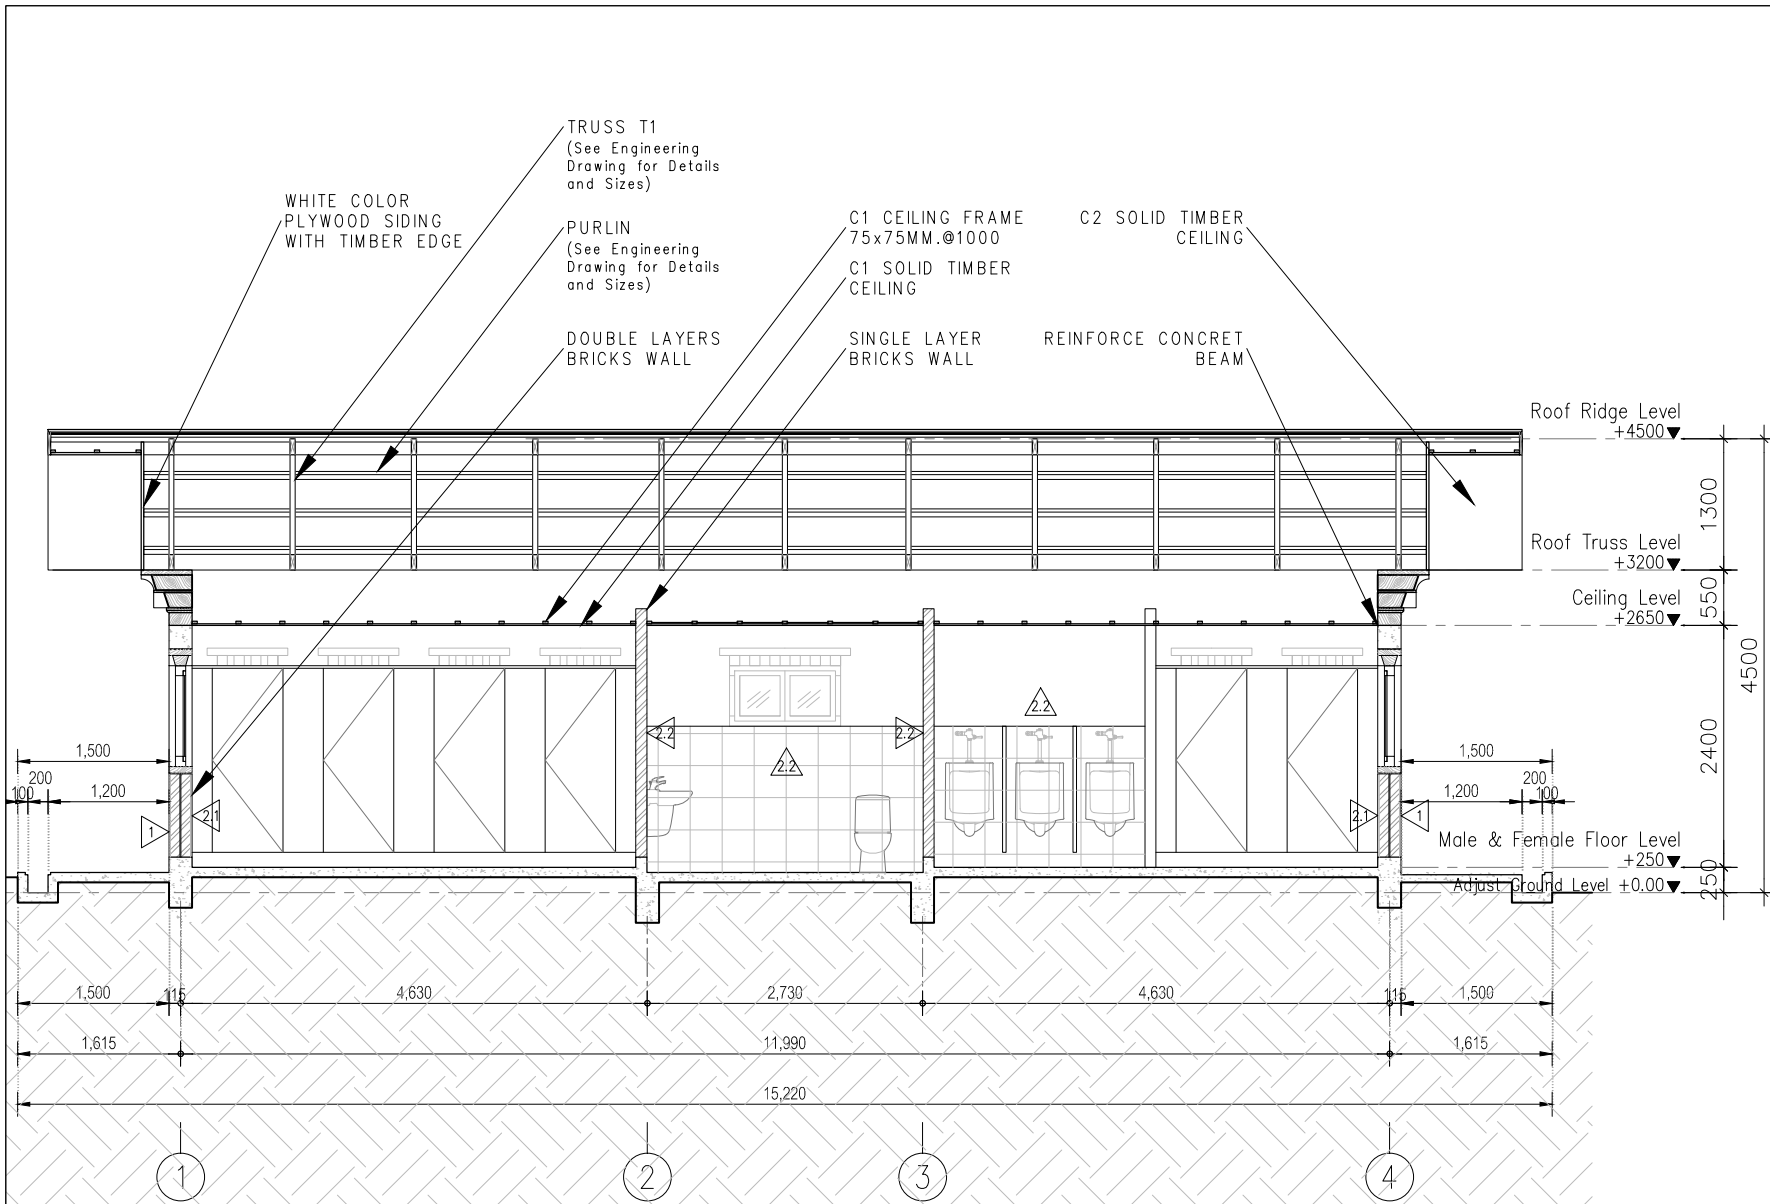 TRUSS T1
(See Engineering
Drawing for Details
and Sizes)
WHITE COLOR
PLYWOOD SIDING
WITH TIMBER EDGE
PURLIN
(See Engineering
Drawing for Details
and Sizes)
C1 CEILING FRAME
75x75MM.@1000
C2 SOLID TIMBER
CEILING
C1 SOLID TIMBER
CEILING
DOUBLE LAYERS
BRICKS WALL
SINGLE LAYER
BRICKS WALL
REINFORCE CONCRET
BEAM
Roof Ridge Level
+4500
1300
Roof Truss Level
+3200
550
Ceiling Level
+2650
4500
2400
2.2
2.2
2.2
2.2
1,500
200
100
1,200
1
2.1
1,500
200
100
1,200
2.1
1
Male & Female Floor Level
+250
250
Adjust Ground Level +0.00
1,500 115 4,630 2,730 4,630 115 1,500
1,615 11,990 1,615
15,220
1 2 3 4